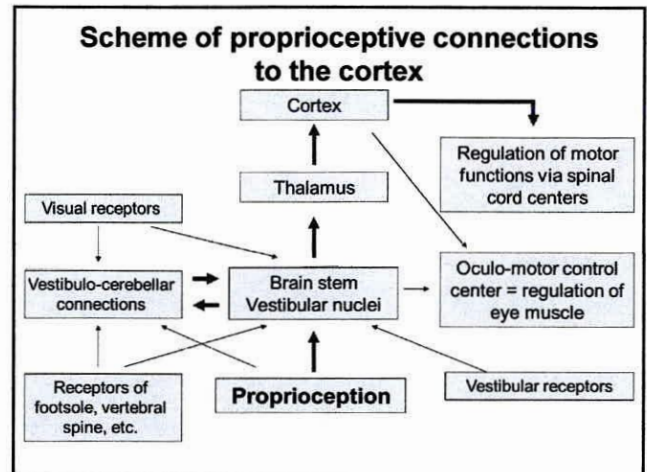 Scheme of proprioceptive connections
to the cortex
Cortex
Regulation of motor
functions via spinal
cord centers
Thalamus
Visual receptors
Vestibulo-cerebellar
connections
Brain stem
Vestibular nuclei
Oculo-motor control
center = regulation of
eye muscle
Receptors of
footsole, vertebral
spine, etc.
Proprioception
Vestibular receptors